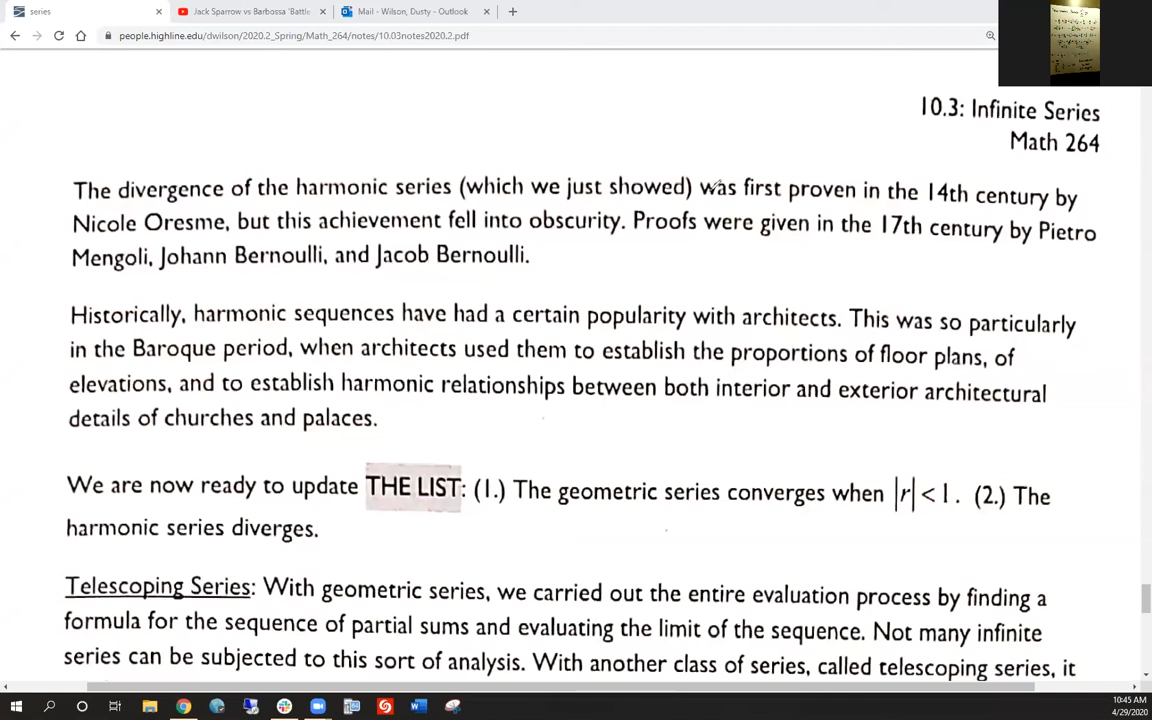 series
Jack Sparrow vs Barbossa 'Battle
Mail - Wilson, Dusty - Outlook
people.highline.edu/dwilson/2020.2_Spring/Math_264/notes/10.03notes2020.2.pdf
10.3: Infinite Series
Math 264
The divergence of the harmonic series (which we just showed) was first proven in the 14th century by
Nicole Oresme, but this achievement fell into obscurity. Proofs were given in the 17th century by Pietro
Mengoli, Johann Bernoulli, and Jacob Bernoulli.
Historically, harmonic sequences have had a certain popularity with architects. This was so particularly
in the Baroque period, when architects used them to establish the proportions of floor plans, of
elevations, and to establish harmonic relationships between both interior and exterior architectural
details of churches and palaces.
We are now ready to update THE LIST: (1.) The geometric series converges when |r| < 1. (2.) The
harmonic series diverges.
Telescoping Series: With geometric series, we carried out the entire evaluation process by finding a
formula for the sequence of partial sums and evaluating the limit of the sequence. Not many infinite
series can be subjected to this sort of analysis. With another class of series, called telescoping series, it
10:45 AM
4/29/2020